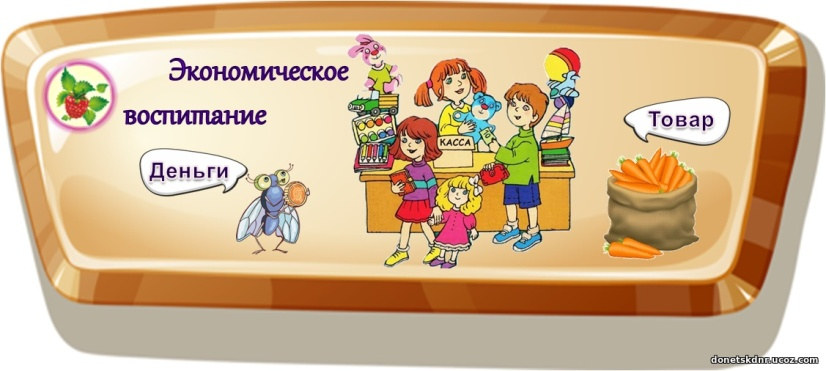 Экономическое
воспитание
Деньги
КАССА
Товар
donetskdnr.ucoz.com